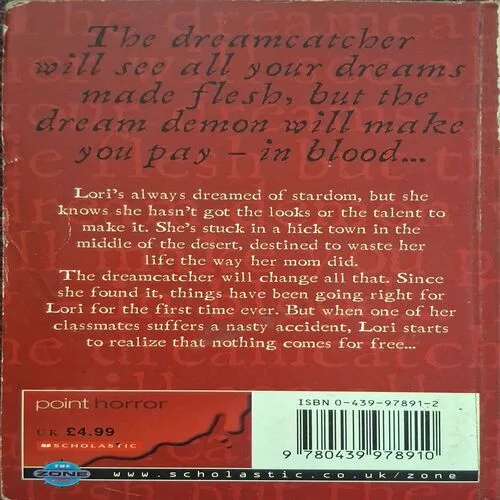 The dreamcatcher
will see all your dreams
made flesh, but the
dream demon will make
you pay – in blood...
Lori's always dreamed of stardom, but she
knows she hasn't got the looks or the talent to
make it. She's stuck in a hick town in the
middle of the desert, destined to waste her
life the way her mom did.
The dreamcatcher will change all that. Since
she found it, things have been going right for
Lori for the first time ever. But when one of her
classmates suffers a nasty accident, Lori starts
to realize that nothing comes for free...
point horror
UK £4.99
SCHOLASTIC
ISBN 0-439-97891-2
9 780439 978910
THE
ZONE
www.scholastic.co.uk/zone